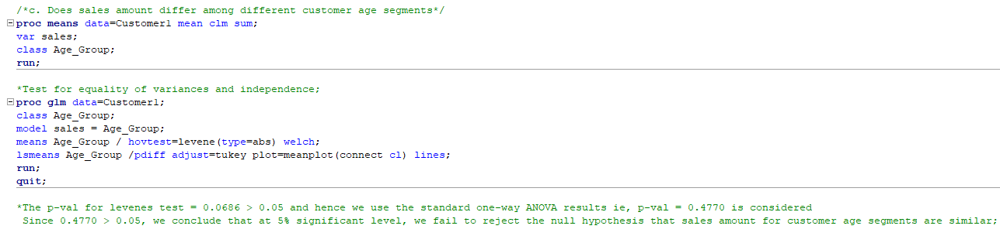 /*c. Does sales amount differ among different customer age segments*/
proc means data=Customer1 mean clm sum;
var sales;
class Age_Group;
run;
*Test for equality of variances and independence;
proc glm data=Customer1;
class Age_Group;
model sales = Age_Group;
means Age_Group / hovtest=levene(type=abs) welch;
lsmeans Age_Group /pdiff adjust=tukey plot=meanplot(connect cl) lines;
run;
quit;
*The p-val for levenes test = 0.0686 > 0.05 and hence we use the standard one-way ANOVA results ie, p-val = 0.4770 is considered
Since 0.4770 > 0.05, we conclude that at 5% significant level, we fail to reject the null hypothesis that sales amount for customer age segments are similar;